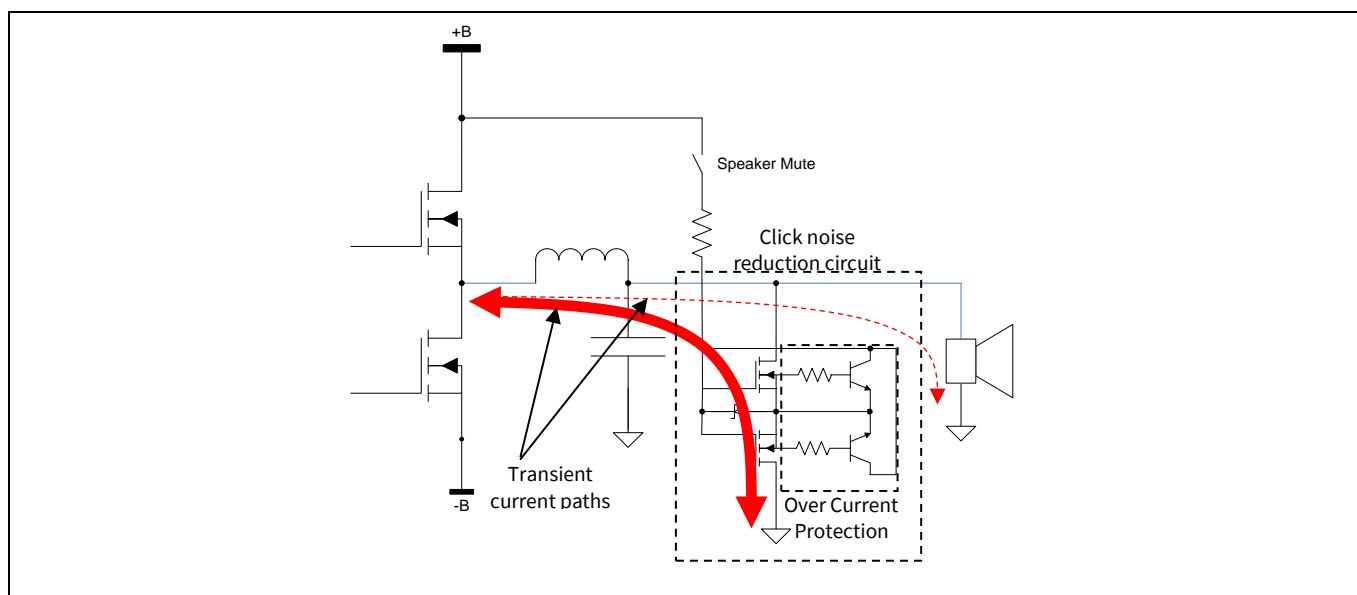 +B
Speaker Mute
Click noise
reduction circuit
Transient
current paths
-B
Over Current
Protection